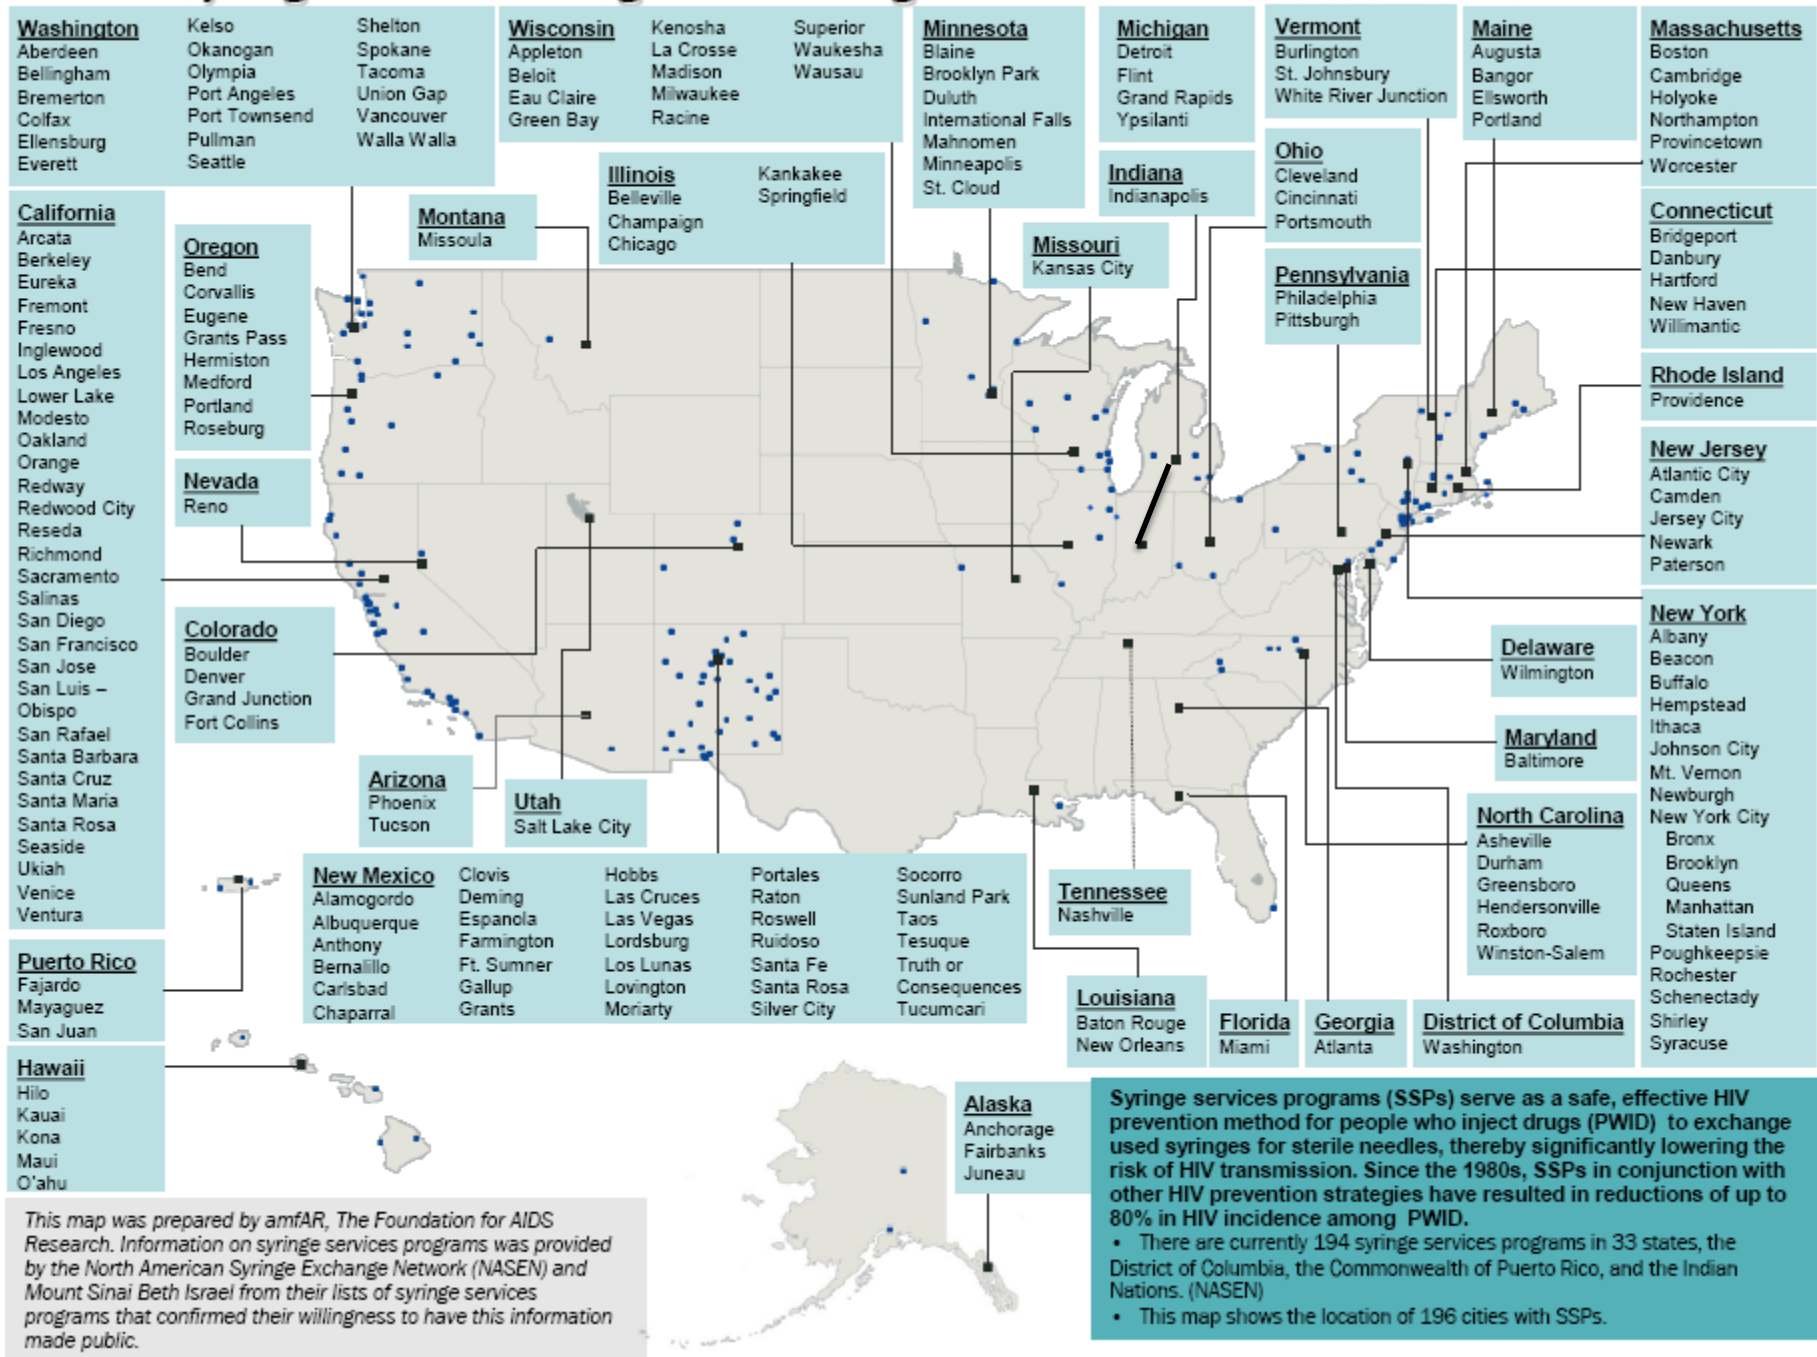 Washington
Aberdeen
Bellingham
Bremerton
Colfax
Ellensburg
Everett
Kelso
Okanogan
Olympia
Port Angeles
Port Townsend
Pullman
Seattle
Shelton
Spokane
Tacoma
Union Gap
Vancouver
Walla Walla
Wisconsin
Appleton
Beloit
Eau Claire
Green Bay
Kenosha
La Crosse
Madison
Milwaukee
Racine
Superior
Waukesha
Wausau
Minnesota
Blaine
Brooklyn Park
Duluth
International Falls
Mahnomen
Minneapolis
St. Cloud
Michigan
Detroit
Flint
Grand Rapids
Ypsilanti
Vermont
Burlington
St. Johnsbury
White River Junction
Maine
Augusta
Bangor
Ellsworth
Portland
Massachusetts
Boston
Cambridge
Holyoke
Northampton
Provincetown
Worcester
Illinois
Belleville
Champaign
Chicago
Kankakee
Springfield
Indiana
Indianapolis
Ohio
Cleveland
Cincinnati
Portsmouth
California
Arcata
Berkeley
Eureka
Fremont
Fresno
Inglewood
Los Angeles
Lower Lake
Modesto
Oakland
Orange
Redway
Redwood City
Reseda
Richmond
Sacramento
Salinas
San Diego
San Francisco
San Jose
San Luis –
Obispo
San Rafael
Santa Barbara
Santa Cruz
Santa Maria
Santa Rosa
Seaside
Ukiah
Venice
Ventura
Oregon
Bend
Corvallis
Eugene
Grants Pass
Hermiston
Medford
Portland
Roseburg
Montana
Missoula
Missouri
Kansas City
Pennsylvania
Philadelphia
Pittsburgh
Connecticut
Bridgeport
Danbury
Hartford
New Haven
Willimantic
Rhode Island
Providence
New Jersey
Atlantic City
Camden
Jersey City
Newark
Paterson
Nevada
Reno
Colorado
Boulder
Denver
Grand Junction
Fort Collins
New York
Albany
Beacon
Buffalo
Hempstead
Ithaca
Johnson City
Mt. Vernon
Newburgh
New York City
Bronx
Brooklyn
Queens
Manhattan
Staten Island
Poughkeepsie
Rochester
Schenectady
Shirley
Syracuse
Delaware
Wilmington
Maryland
Baltimore
Arizona
Phoenix
Tucson
Utah
Salt Lake City
North Carolina
Asheville
Durham
Greensboro
Hendersonville
Roxboro
Winston-Salem
New Mexico
Alamogordo
Albuquerque
Anthony
Bernalillo
Carlsbad
Chaparral
Clovis
Deming
Espanola
Farmington
Ft. Sumner
Gallup
Grants
Hobbs
Las Cruces
Las Vegas
Lordsburg
Los Lunas
Lovington
Moriarty
Portales
Raton
Roswell
Ruidoso
Santa Fe
Santa Rosa
Silver City
Socorro
Sunland Park
Taos
Tesuque
Truth or
Consequences
Tucumcari
Tennessee
Nashville
Puerto Rico
Fajardo
Mayaguez
San Juan
Louisiana
Baton Rouge
New Orleans
Florida
Miami
Georgia
Atlanta
District of Columbia
Washington
Hawaii
Hilo
Kauai
Kona
Maui
O'ahu
Alaska
Anchorage
Fairbanks
Juneau
Syringe services programs (SSPs) serve as a safe, effective HIV
prevention method for people who inject drugs (PWID) to exchange
used syringes for sterile needles, thereby significantly lowering the
risk of HIV transmission. Since the 1980s, SSPs in conjunction with
other HIV prevention strategies have resulted in reductions of up to
80% in HIV incidence among PWID.
• There are currently 194 syringe services programs in 33 states, the
District of Columbia, the Commonwealth of Puerto Rico, and the Indian
Nations. (NASEN)
• This map shows the location of 196 cities with SSPs.
This map was prepared by amfAR, The Foundation for AIDS
Research. Information on syringe services programs was provided
by the North American Syringe Exchange Network (NASEN) and
Mount Sinai Beth Israel from their lists of syringe services
programs that confirmed their willingness to have this information
made public.